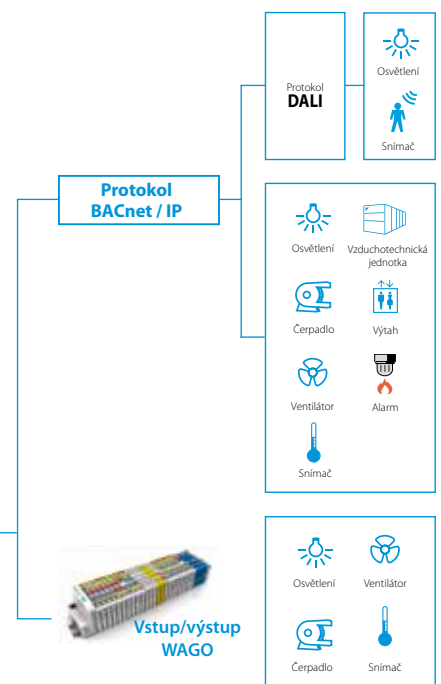 Protokol
DALI
Osvětlení
Snímač
Protokol
BACnet / IP
Osvětlení
Vzduchotechnická
jednotka
Čerpadlo
Výtah
Ventilátor
Alarm
Snímač
Vstup/výstup
WAGO
Osvětlení
Ventilátor
Čerpadlo
Snímač